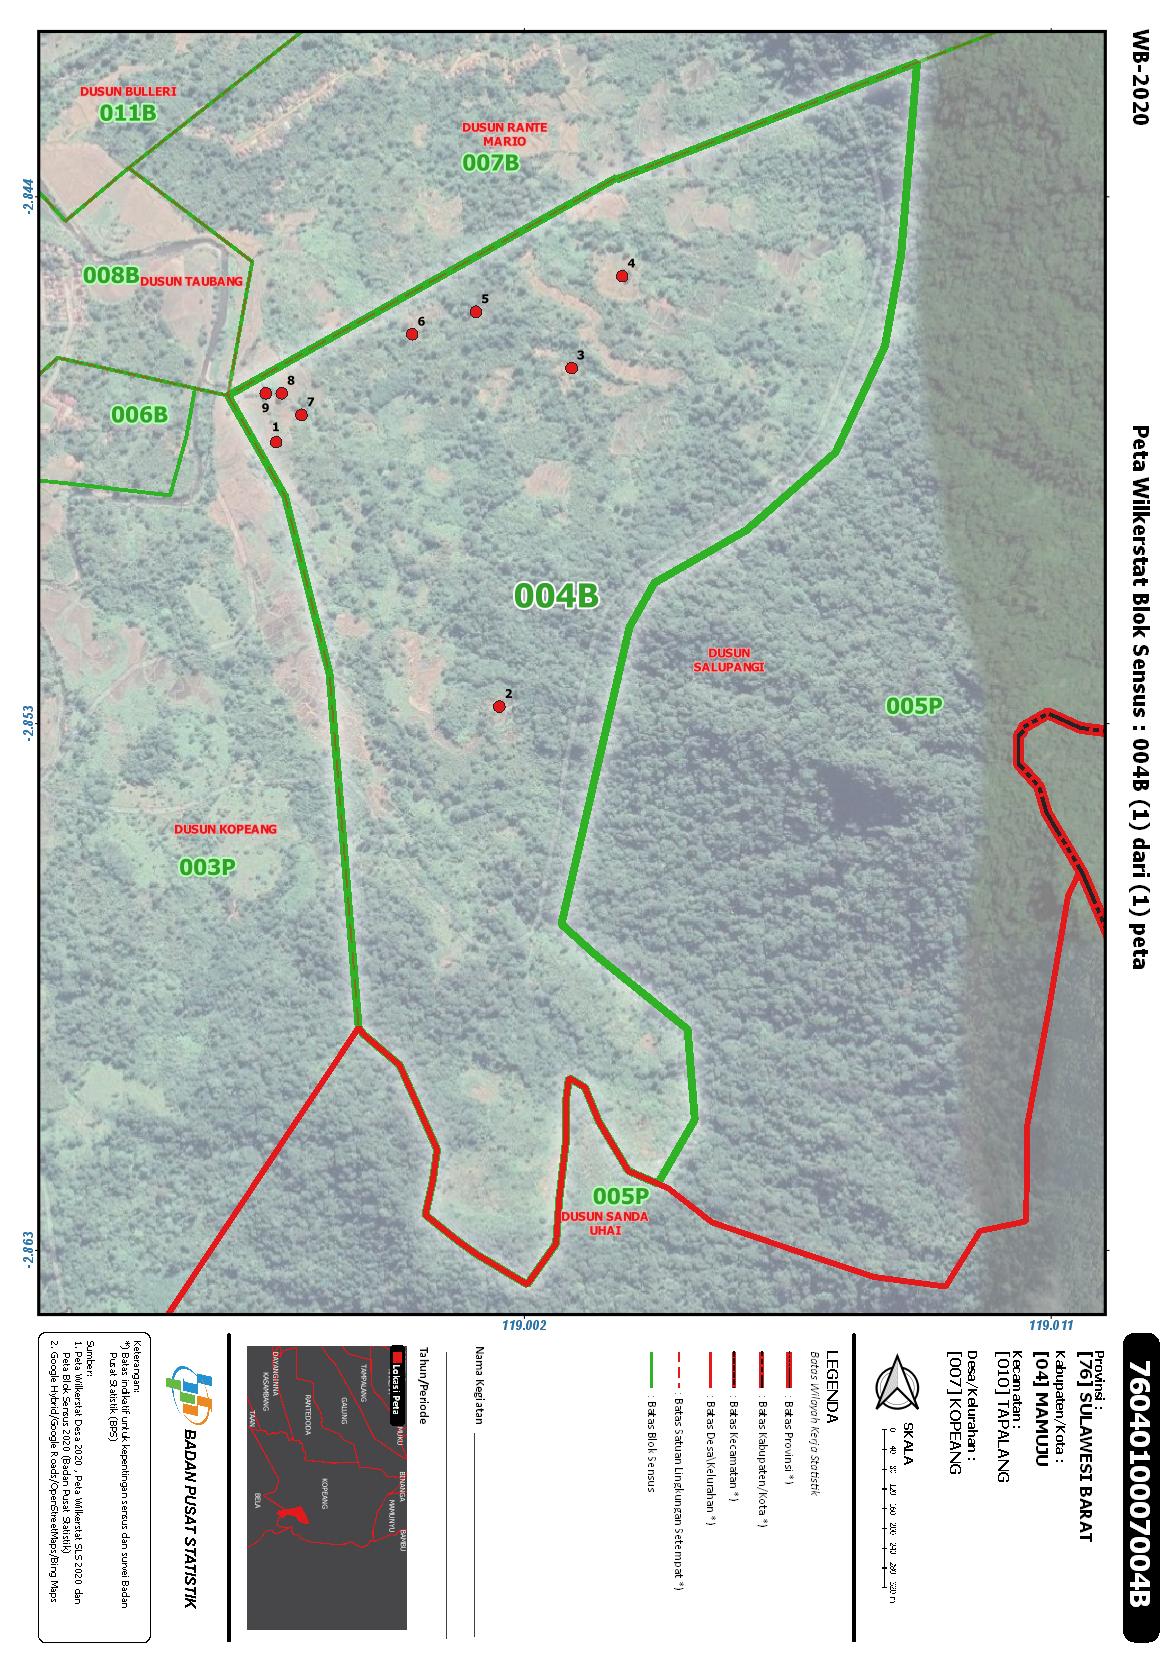 WB-2020
Peta Wilkerstat Blok Sensus : 004B (1) dari (1) peta
DUSUN BULLERI
011B
DUSUN RANTE
MARIO
007B
-2.844
008B
DUSUN TAUBANG
4
5
6
3
8
9
7
1
006B
004B
DUSUN
SALUPANGI
005P
2
-2.853
DUSUN KOPEANG
003P
005P
DUSUN SANDA
UHAI
-2.863
119.002
119.011
7604010007004B
Provinsi :
[76] SULAWESI BARAT
Kabupaten/Kota :
[04] MAMUJU
Kecamatan :
[010] TAPALANG
Desa/Kelurahan :
[007] KOPEANG
SKALA
0 40 80 120 160 200 240 280 320 m
LEGENDA
Batas Wilayah Kerja Statistik
: Batas Provinsi *)
: Batas Kabupaten/Kota *)
: Batas Kecamatan *)
: Batas Desa\Kelurahan *)
: Batas Satuan Lingkungan Setempat *)
: Batas Blok Sensus
Nama Kegiatan
Tahun/Periode
Lokasi Peta
TAPALANG
GALUNG
RANTEDODA
DAYANGINNA
KASAMBANG
TAAN
BELA
KOPEANG
BINANGA
MAMUNYU
BAMBU
BADAN PUSAT STATISTIK
Keterangan:
*) Batas indikatif untuk kepentingan sensus dan survei Badan
Pusat Statistik (BPS)
Sumber:
1. Peta Wilkerstat Desa 2020 , Peta Wilkerstat SLS 2020 dan
Peta Blok Sensus 2020 (Badan Pusat Statistik)
2. Google Hybrid/Google Roads/OpenStreetMaps/Bing Maps